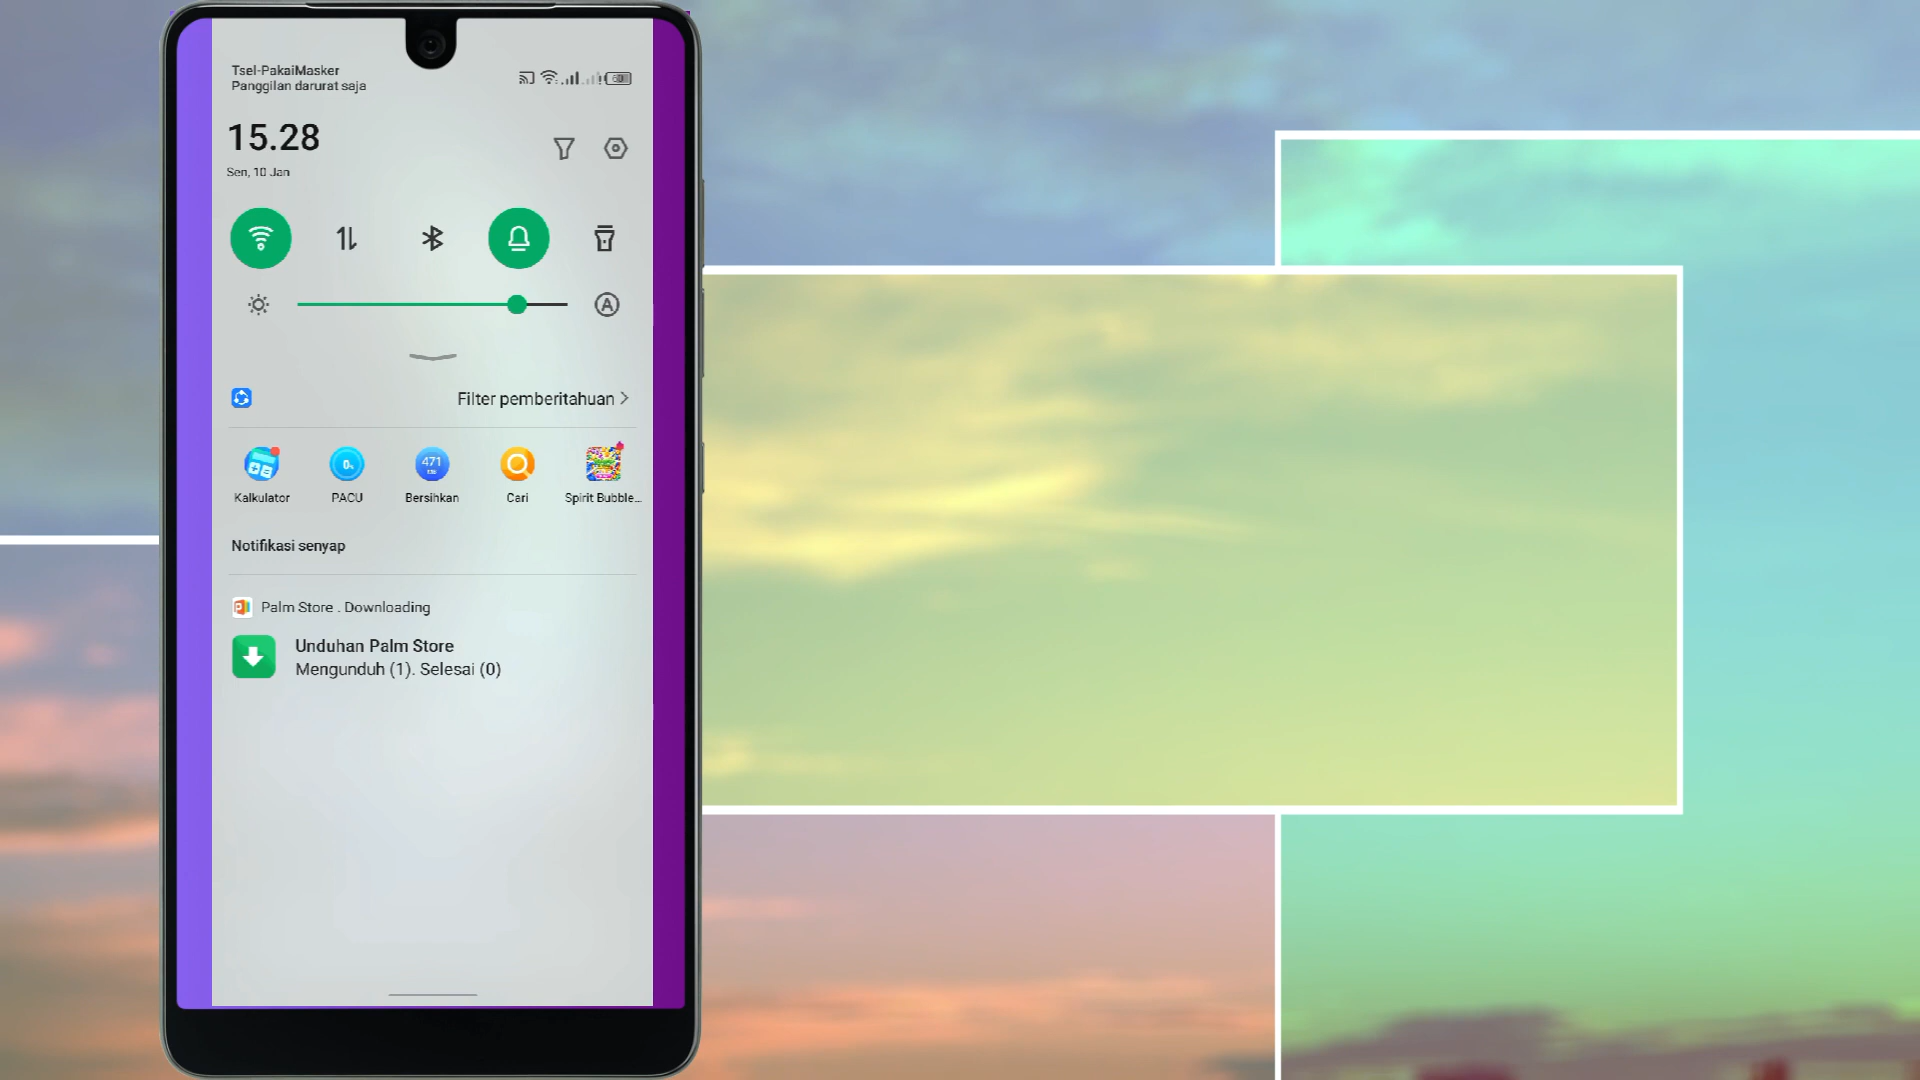 Tsel-PakaiMasker
Panggilan darurat saja
15.28
Sen, 10 Jan
Filter pemberitahuan
471
Kalkulator
PACU
Bersihkan
Cari
Spirit Bubble...
Notifikasi senyap
Palm Store . Downloading
Unduhan Palm Store
Mengunduh (1). Selesai (0)